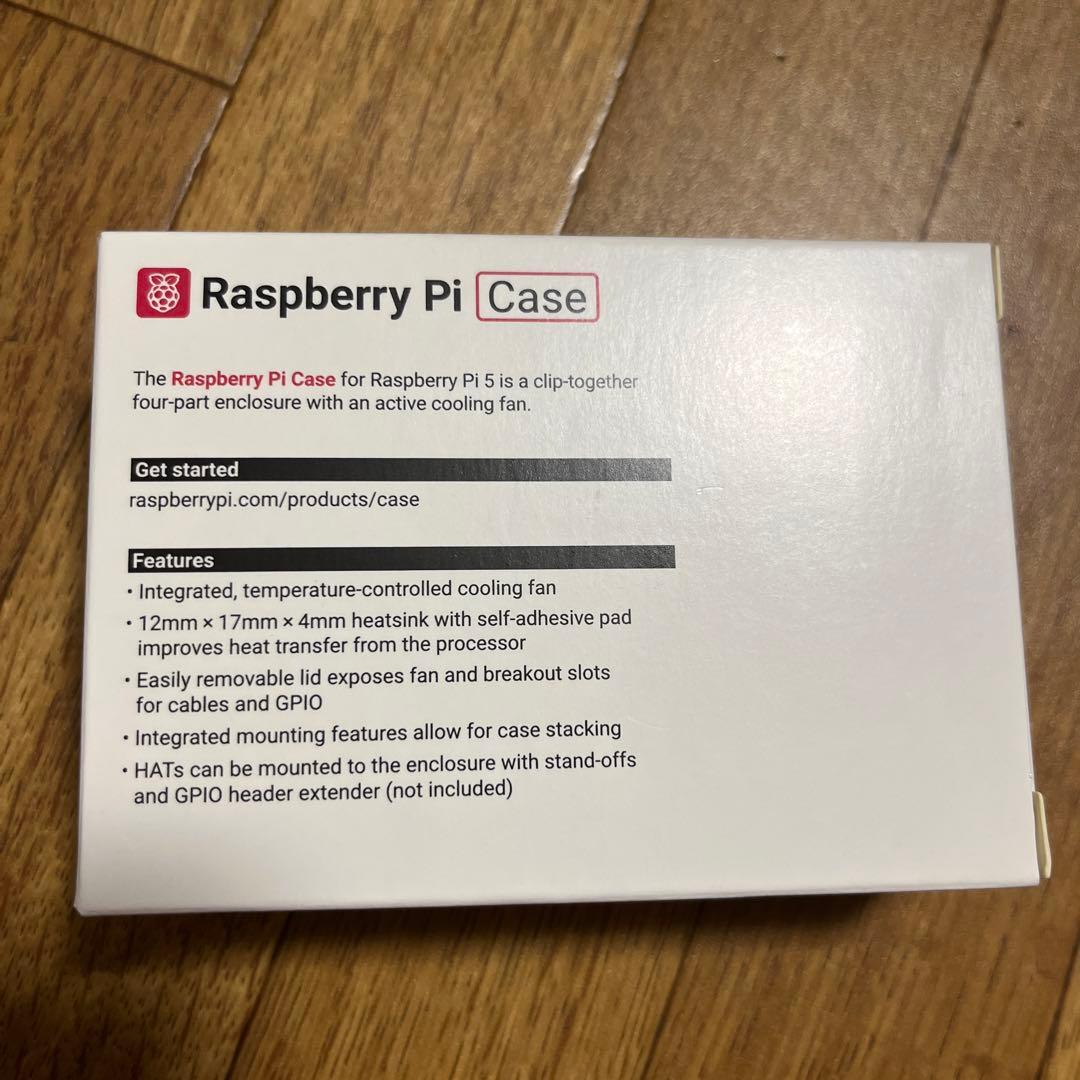 Raspberry Pi Case
The Raspberry Pi Case for Raspberry Pi 5 is a clip-together
four-part enclosure with an active cooling fan.
Get started
raspberrypi.com/products/case
Features
• Integrated, temperature-controlled cooling fan
• 12mm × 17mm × 4mm heatsink with self-adhesive pad
improves heat transfer from the processor
• Easily removable lid exposes fan and breakout slots
for cables and GPIO
• Integrated mounting features allow for case stacking
• HATs can be mounted to the enclosure with stand-offs
and GPIO header extender (not included)